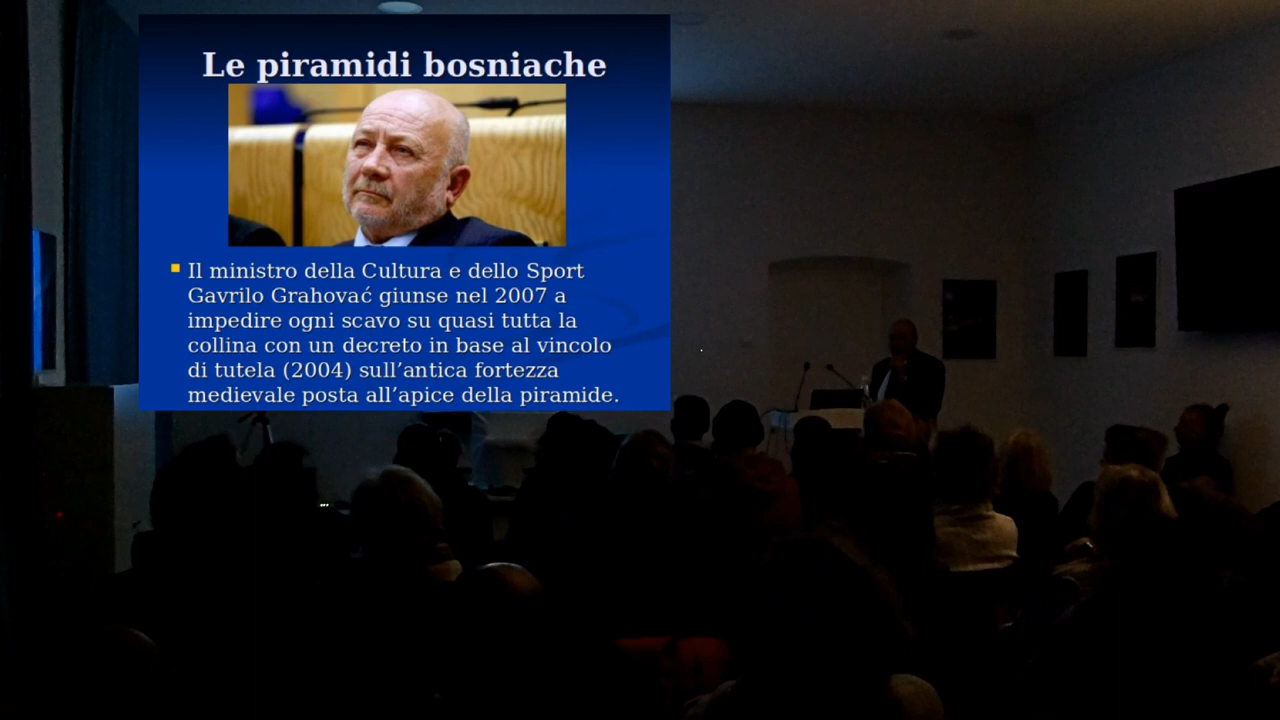 Le piramidi bosniache
Il ministro della Cultura e dello Sport
Gavrilo Grahovać giunse nel 2007 a
impedire ogni scavo su quasi tutta la
collina con un decreto in base al vincolo
di tutela (2004) sull’antica fortezza
medievale posta all’apice della piramide.